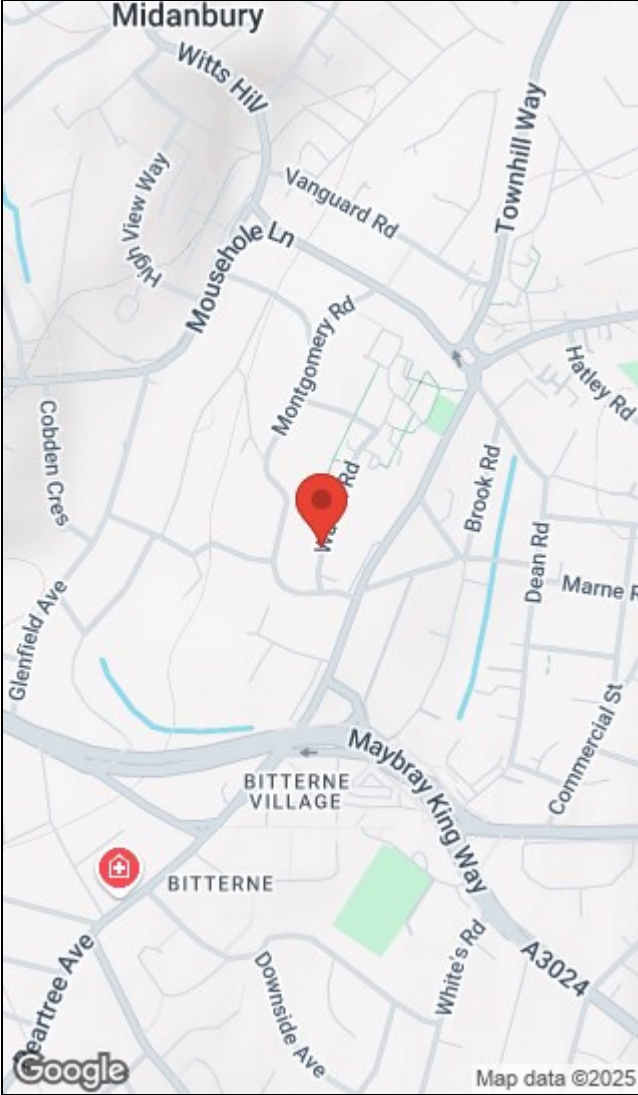 Midanbury
Witts Hill
Townhill Way
High View Way
Vanguard Rd
Mousehole Ln
Montgomery Rd
Hatley Rd
Cobden Cres
Rd
Brook Rd
Dean Rd
Marne R
Glenfield Ave
Commercial St
Maybray King Way
BITTERNE
VILLAGE
BITTERNE
White's Rd
A3024
Downside Ave
Peartree Ave
Google
Map data ©2025